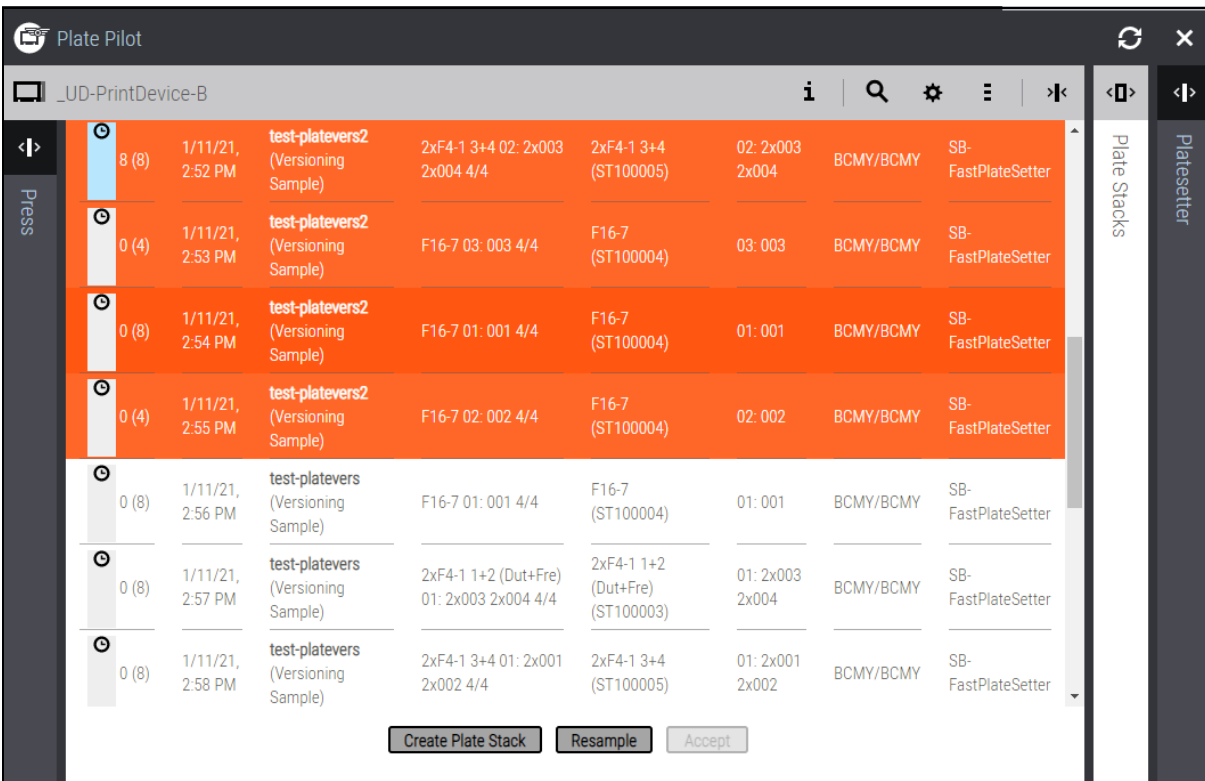 Plate Pilot
_UD-PrintDevice-B
Press
Plate Stacks
Platesetter
8 (8) 1/11/21, 2:52 PM test-platevers2 (Versioning Sample) 2xF4-1 3+4 02: 2x003 2x004 4/4 2xF4-1 3+4 (ST100005) 02: 2x003 2x004 BCMY/BCMY SB-FastPlateSetter
0 (4) 1/11/21, 2:53 PM test-platevers2 (Versioning Sample) F16-7 03: 003 4/4 F16-7 (ST100004) 03: 003 BCMY/BCMY SB-FastPlateSetter
0 (8) 1/11/21, 2:54 PM test-platevers2 (Versioning Sample) F16-7 01: 001 4/4 F16-7 (ST100004) 01: 001 BCMY/BCMY SB-FastPlateSetter
0 (4) 1/11/21, 2:55 PM test-platevers2 (Versioning Sample) F16-7 02: 002 4/4 F16-7 (ST100004) 02: 002 BCMY/BCMY SB-FastPlateSetter
0 (8) 1/11/21, 2:56 PM test-platevers (Versioning Sample) F16-7 01: 001 4/4 F16-7 (ST100004) 01: 001 BCMY/BCMY SB-FastPlateSetter
0 (8) 1/11/21, 2:57 PM test-platevers (Versioning Sample) 2xF4-1 1+2 (Dut+Fre) 01: 2x003 2x004 4/4 2xF4-1 1+2 (Dut+Fre) (ST100003) 01: 2x003 2x004 BCMY/BCMY SB-FastPlateSetter
0 (8) 1/11/21, 2:58 PM test-platevers (Versioning Sample) 2xF4-1 3+4 01: 2x001 2x002 4/4 2xF4-1 3+4 (ST100005) 01: 2x001 2x002 BCMY/BCMY SB-FastPlateSetter
Create Plate Stack Resample Accept